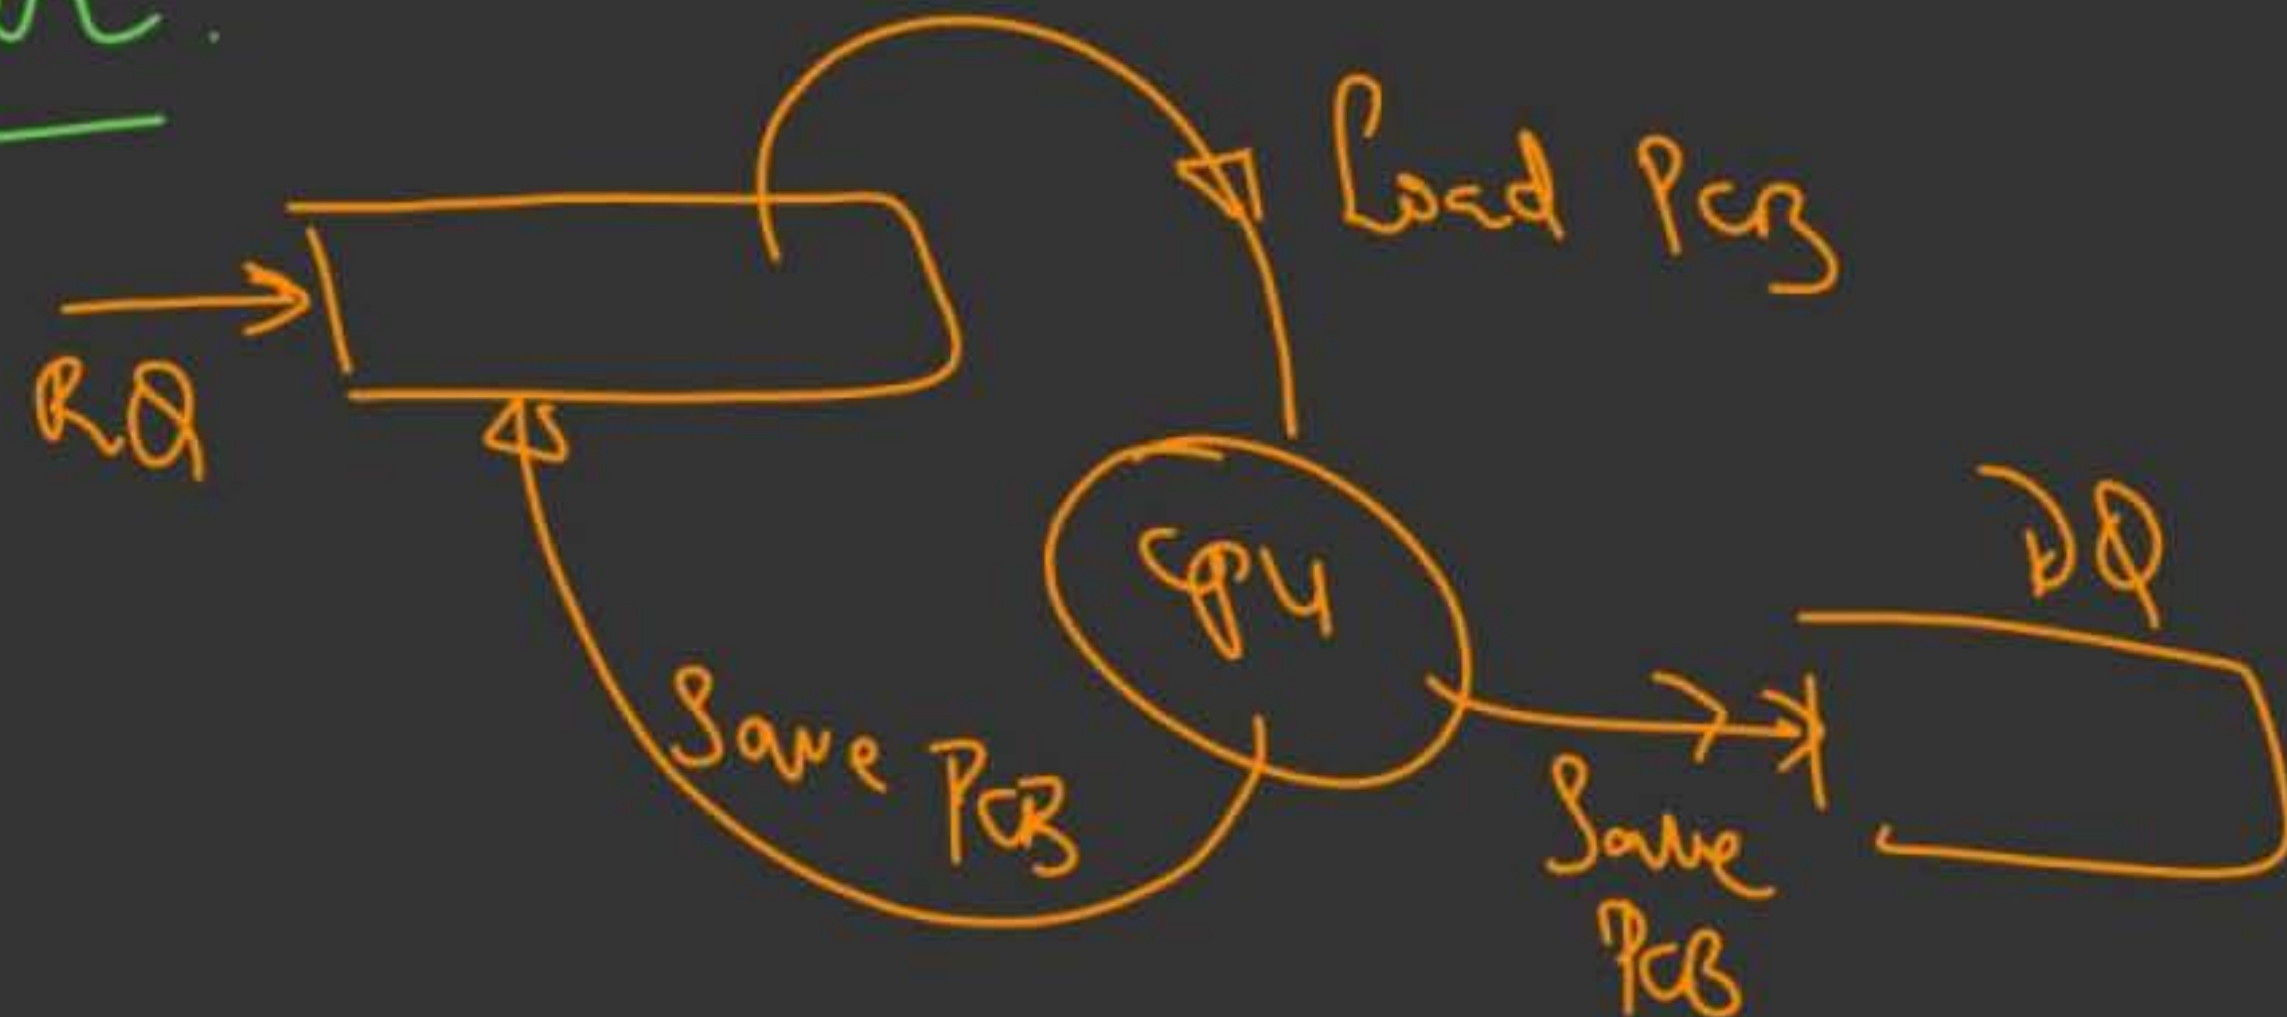 Load PCB
RQ
CPU
DQ
Save PCB
Save
PCB